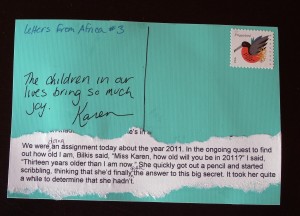 Letters from Africa #3
The children in our
lives bring so much
joy.
Karen
We were an assignment today about the year 2011. In the ongoing quest to find
out how old I am, Bilkis said, "Miss Karen, how old will you be in 2011?" I said,
"Thirteen years older than I am now." She quickly got out a pencil and started
scribbling, thinking that she'd finally the answer to this big secret. It took her quite
a while to determine that she hadn't.